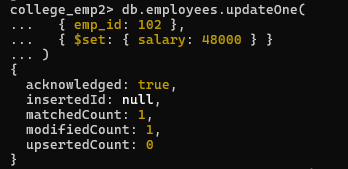 college_emp2> db.employees.updateOne(
...   { emp_id: 102 },
...   { $set: { salary: 48000 } }
... )
{
  acknowledged: true,
  insertedId: null,
  matchedCount: 1,
  modifiedCount: 1,
  upsertedCount: 0
}